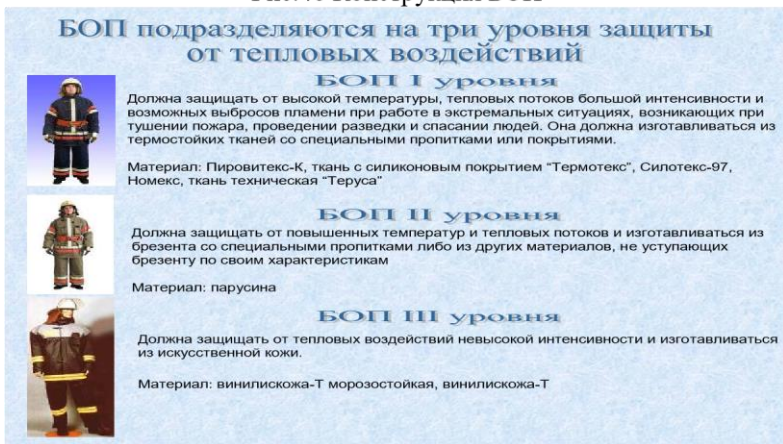 БОП подразделяются на три уровня защиты
от тепловых воздействий
БОП I уровня
Должна защищать от высокой температуры, тепловых потоков большой интенсивности и
возможных выбросов пламени при работе в экстремальных ситуациях, возникающих при
тушении пожара, проведении разведки и спасании людей. Она должна изготавливаться из
термостойких тканей со специальными пропитками или покрытиями.
Материал: Пировитекс-К, ткань с силиконовым покрытием "Термотекс", Силотекс-97,
Номекс, ткань техническая "Теруса"
БОП II уровня
Должна защищать от повышенных температур и тепловых потоков и изготавливаться из
брезента со специальными пропитками либо из других материалов, не уступающих
брезенту по своим характеристикам
Материал: парусина
БОП III уровня
Должна защищать от тепловых воздействий невысокой интенсивности и изготавливаться
из искусственной кожи.
Материал: винилискожа-Т морозостойкая, винилискожа-Т